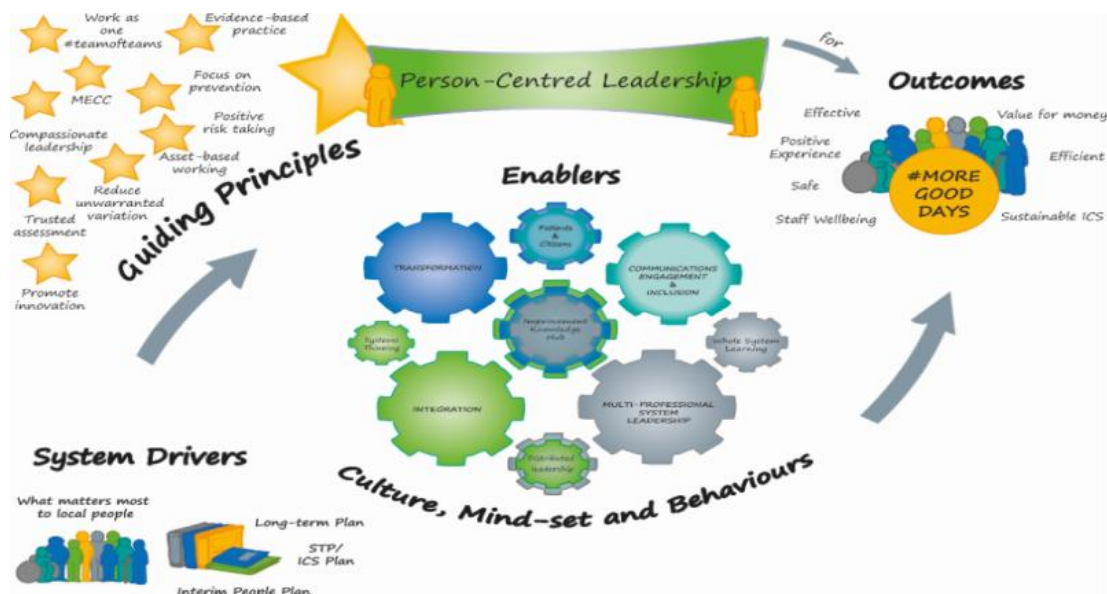 Work as
one
#teamofteams
Evidence-based
practice
MECC
Focus on
prevention
Compassionate
leadership
Positive
risk taking
Asset-based
working
Reduce
unwarranted
variation
Trusted
assessment
Promote
innovation
Guiding Principles
Person-Centred Leadership
for
Outcomes
Effective
Value for money
Positive
Experience
Efficient
Safe
#MORE
GOOD
DAYS
Staff Wellbeing
Sustainable ICS
Enablers
Patients
&
Citizens
TRANSFORMATION
COMMUNICATIONS
ENGAGEMENT
&
INCLUSION
Improvement
Knowledge
Hub
Systems
Thinking
Whole System
Learning
INTEGRATION
MULTI-PROFESSIONAL
SYSTEM
LEADERSHIP
Distributed
leadership
Culture, Mind-set and Behaviours
System Drivers
What matters most
to local people
Long-term Plan
STP/
ICS Plan
Interim People Plan